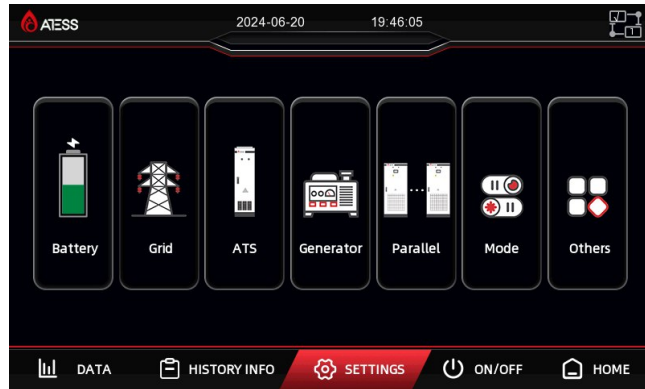 ATESS
2024-06-20 19:46:05
Battery Grid ATS Generator Parallel Mode Others
DATA HISTORY INFO SETTINGS ON/OFF HOME